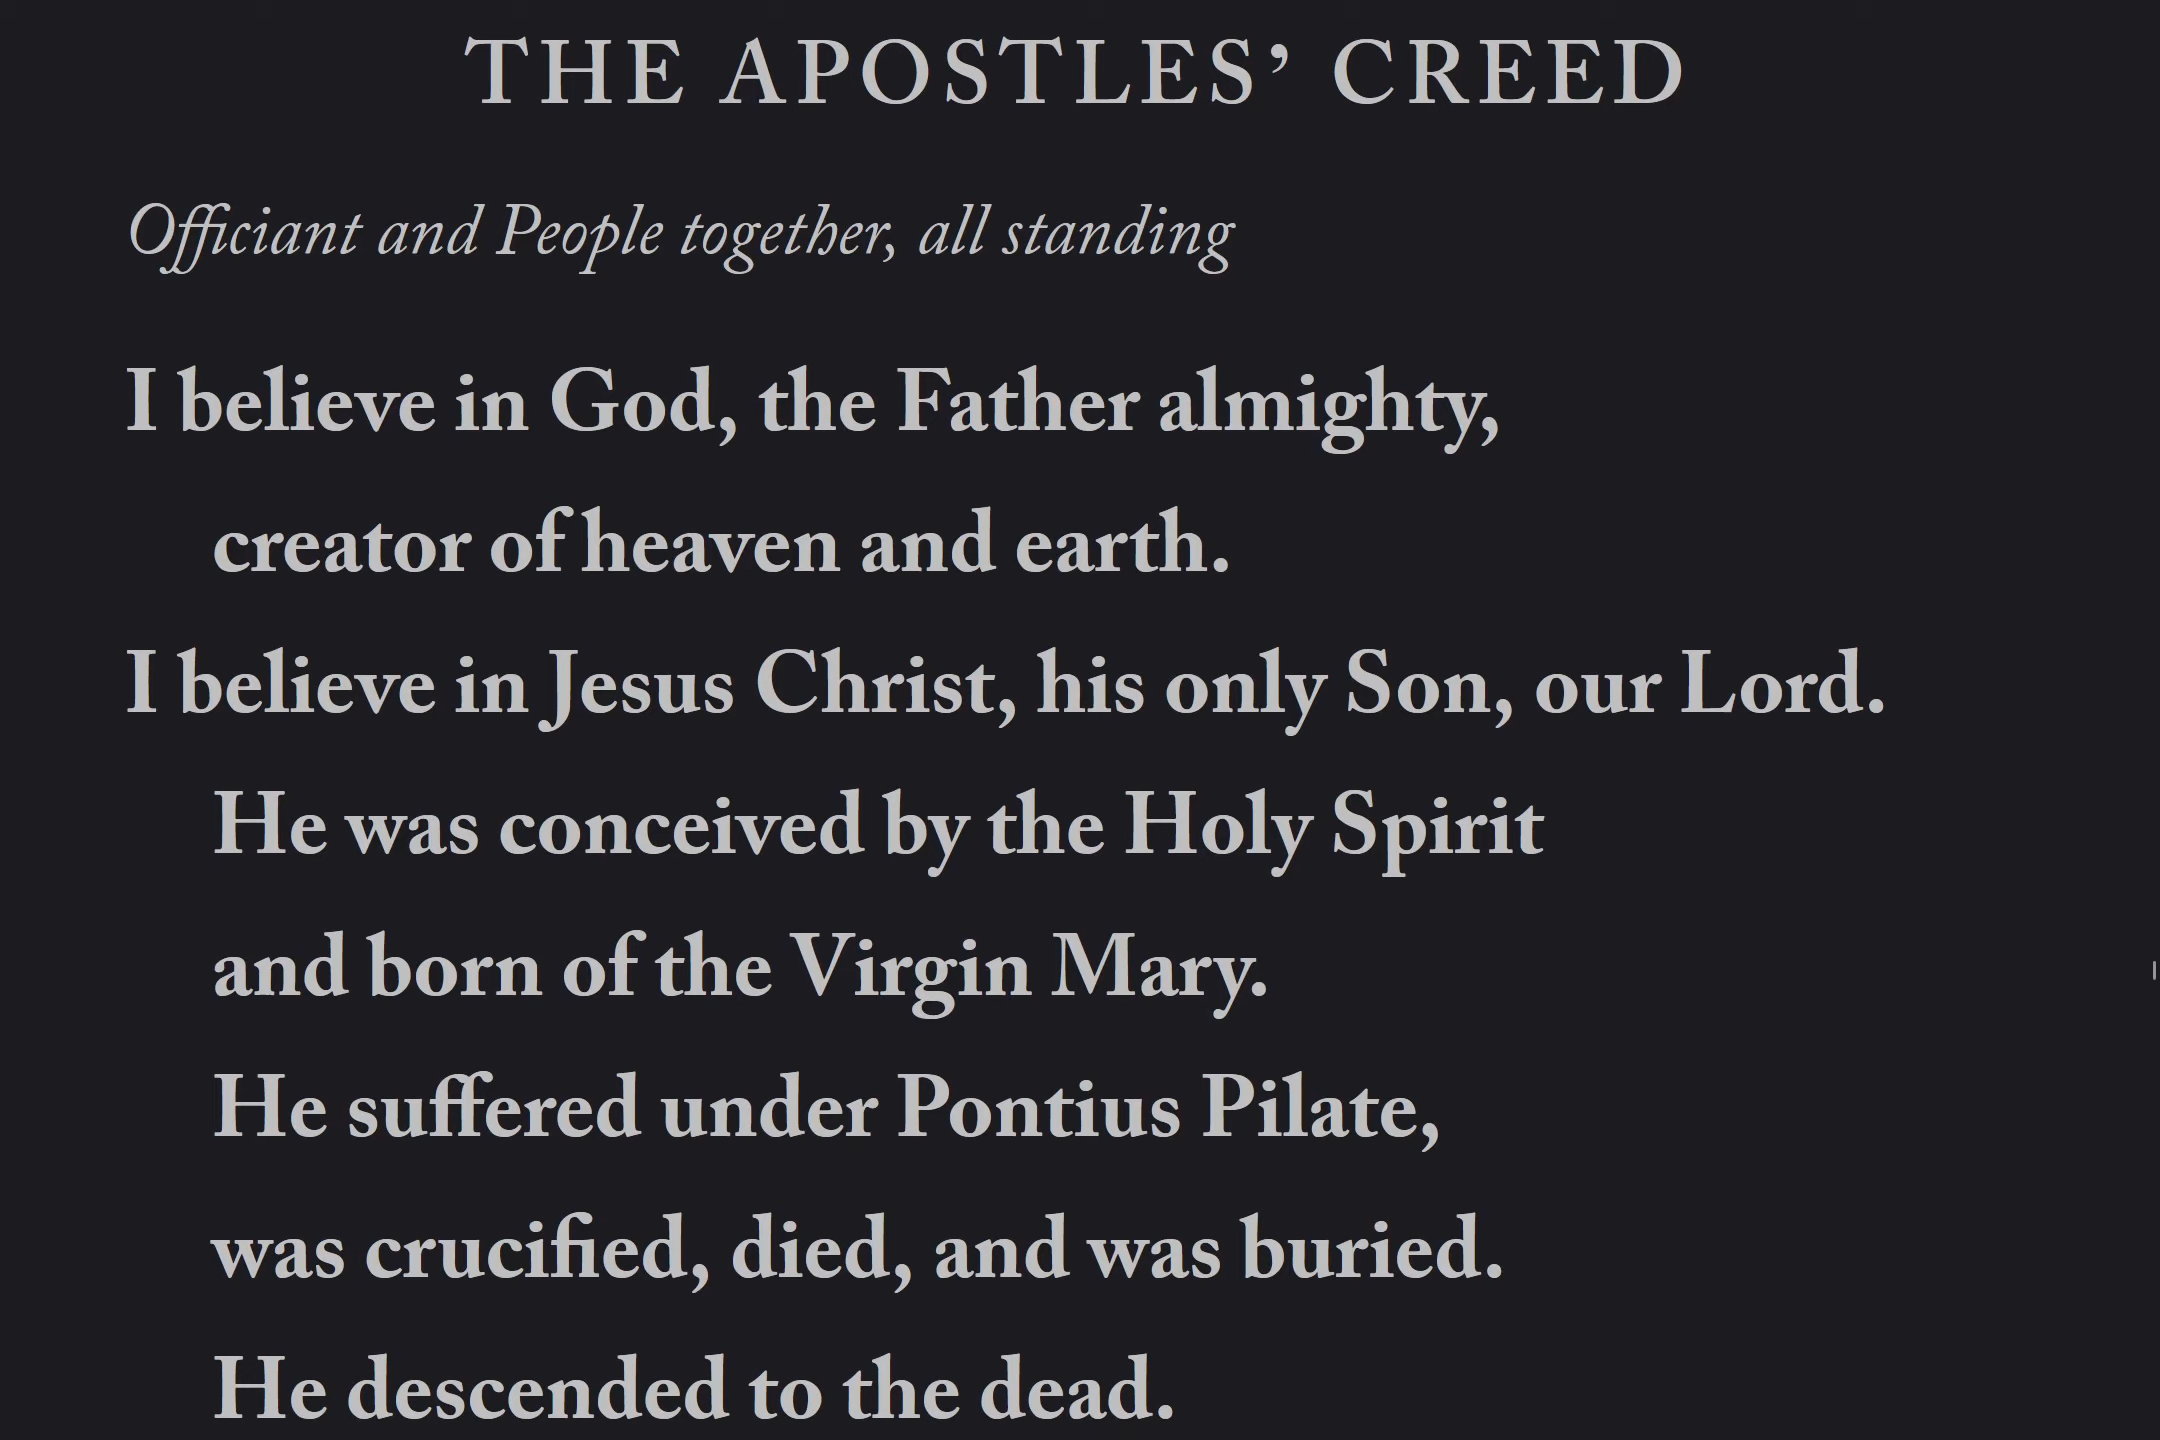 THE APOSTLES’ CREED
Officiant and People together, all standing
I believe in God, the Father almighty,
creator of heaven and earth.
I believe in Jesus Christ, his only Son, our Lord.
He was conceived by the Holy Spirit
and born of the Virgin Mary.
He suffered under Pontius Pilate,
was crucified, died, and was buried.
He descended to the dead.